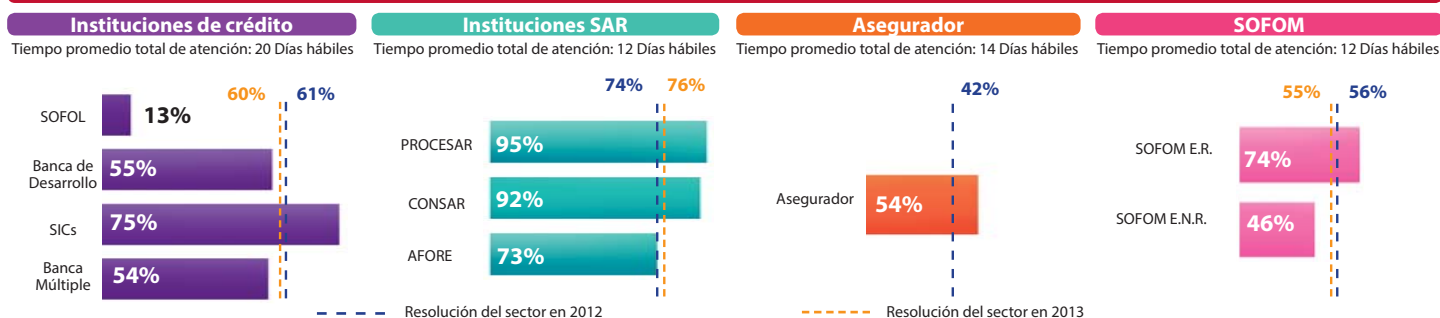 Instituciones de crédito
Tiempo promedio total de atención: 20 Días hábiles
60%
61%
SOFOL
13%
Banca de
Desarrollo
55%
SICs
75%
Banca
Múltiple
54%
Instituciones SAR
Tiempo promedio total de atención: 12 Días hábiles
74%
76%
PROCESAR
95%
CONSAR
92%
AFORE
73%
Asegurador
Tiempo promedio total de atención: 14 Días hábiles
42%
Asegurador
54%
SOFOM
Tiempo promedio total de atención: 12 Días hábiles
55%
56%
SOFOM E.R.
74%
SOFOM E.N.R.
46%
Resolución del sector en 2012
Resolución del sector en 2013